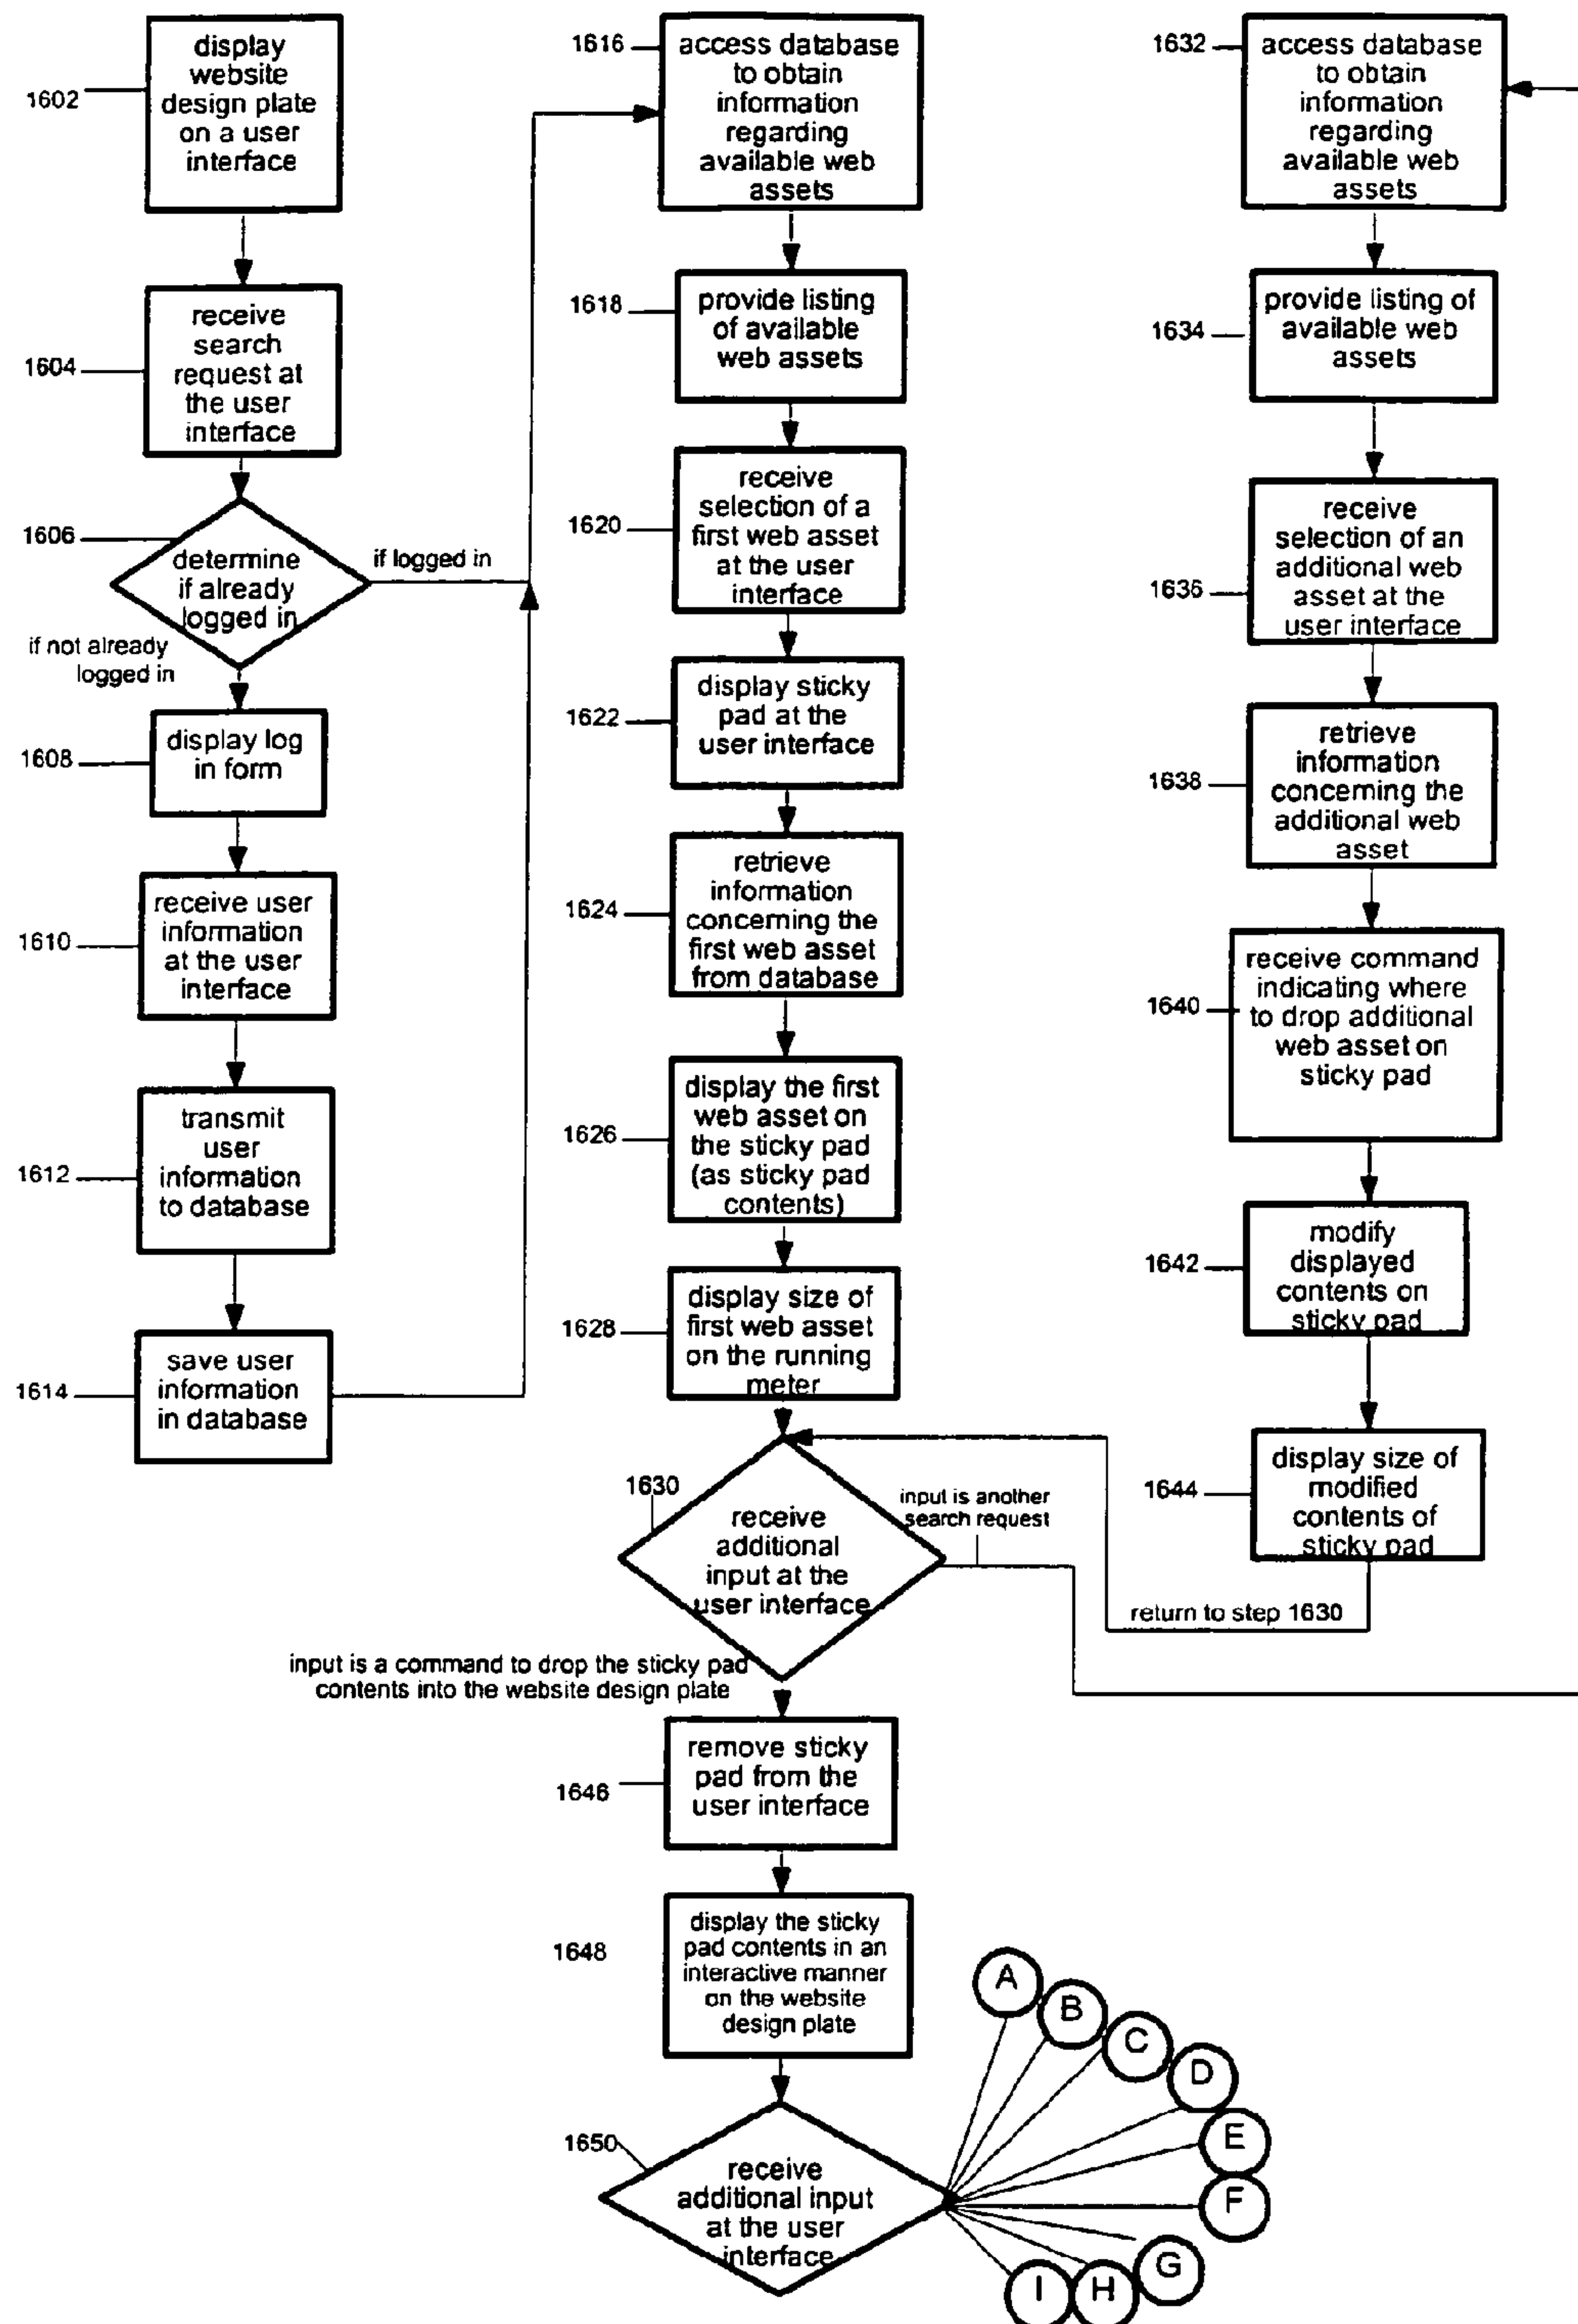 1602
display
website
design plate
on a user
interface
1604
receive
search
request at
the user
interface
1606
determine
if already
logged in
if logged in
if not already
logged in
1608
display log
in form
1610
receive user
information
at the user
interface
1612
transmit
user
information
to database
1614
save user
information
in database
1616
access database
to obtain
information
regarding
available web
assets
1618
provide listing
of available
web assets
1620
receive
selection of a
first web asset
at the user
interface
1622
display sticky
pad at the
user interface
1624
retrieve
information
concerning the
first web asset
from database
1626
display the first
web asset on
the sticky pad
(as sticky pad
contents)
1628
display size of
first web asset
on the running
meter
1630
receive
additional
input at the
user interface
input is another
search request
input is a command to drop the sticky pad
contents into the website design plate
1632
access database
to obtain
information
regarding
available web
assets
1634
provide listing of
available web
assets
1636
receive
selection of an
additional web
asset at the
user interface
1638
retrieve
information
concerning the
additional web
asset
1640
receive command
indicating where
to drop additional
web asset on
sticky pad
1642
modify
displayed
contents on
sticky pad
1644
display size of
modified
contents of
sticky pad
return to step 1630
1646
remove sticky
pad from the
user interface
1648
display the sticky
pad contents in an
interactive manner
on the website
design plate
1650
receive
additional input
at the user
interface
A
B
C
D
E
F
G
H
I